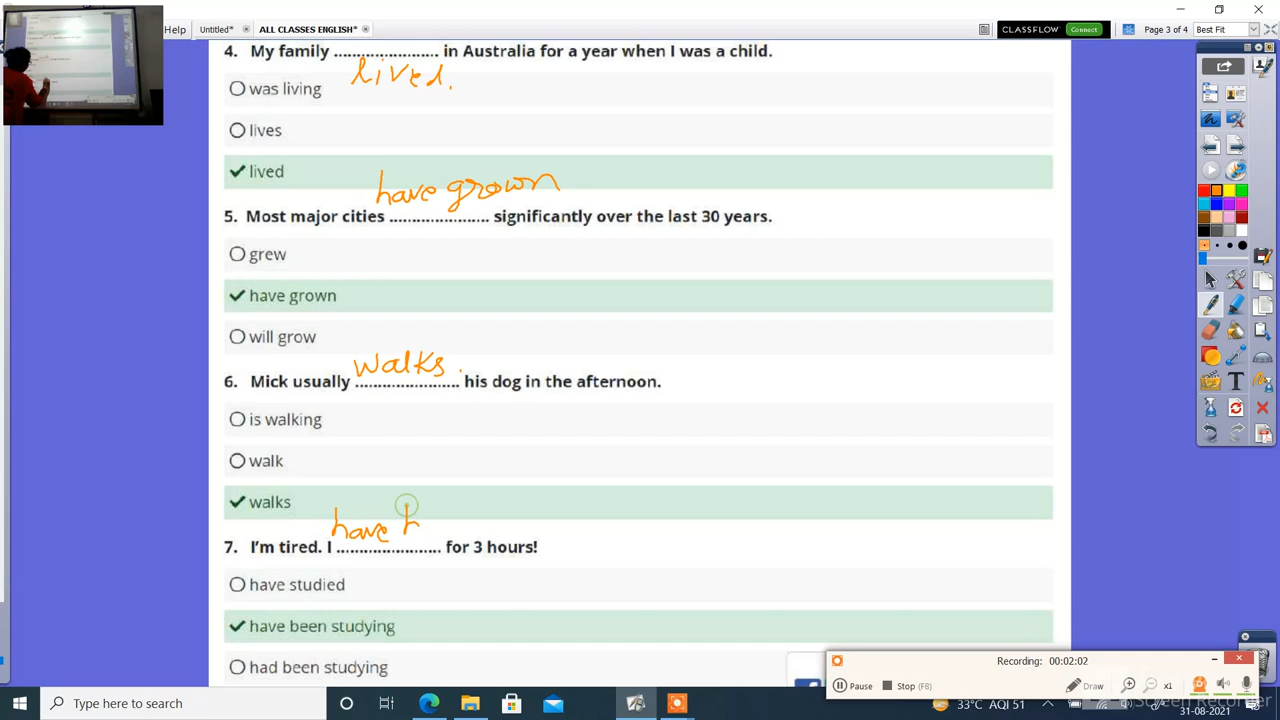 Help Untitled* ALL CLASSES ENGLISH* CLASSFLOW Connect Page 3 of 4 Best Fit
4. My family ...................... in Australia for a year when I was a child.
lived.
was living
lives
lived
have grown
5. Most major cities ...................... significantly over the last 30 years.
grew
have grown
will grow
walks.
6. Mick usually ...................... his dog in the afternoon.
is walking
walk
walks
have
7. I’m tired. I ...................... for 3 hours!
have studied
have been studying
had been studying
Recording: 00:02:02
Pause Stop (F8) Draw x1
Type here to search
33°C AQI 51
31-08-2021
Screen Recorder